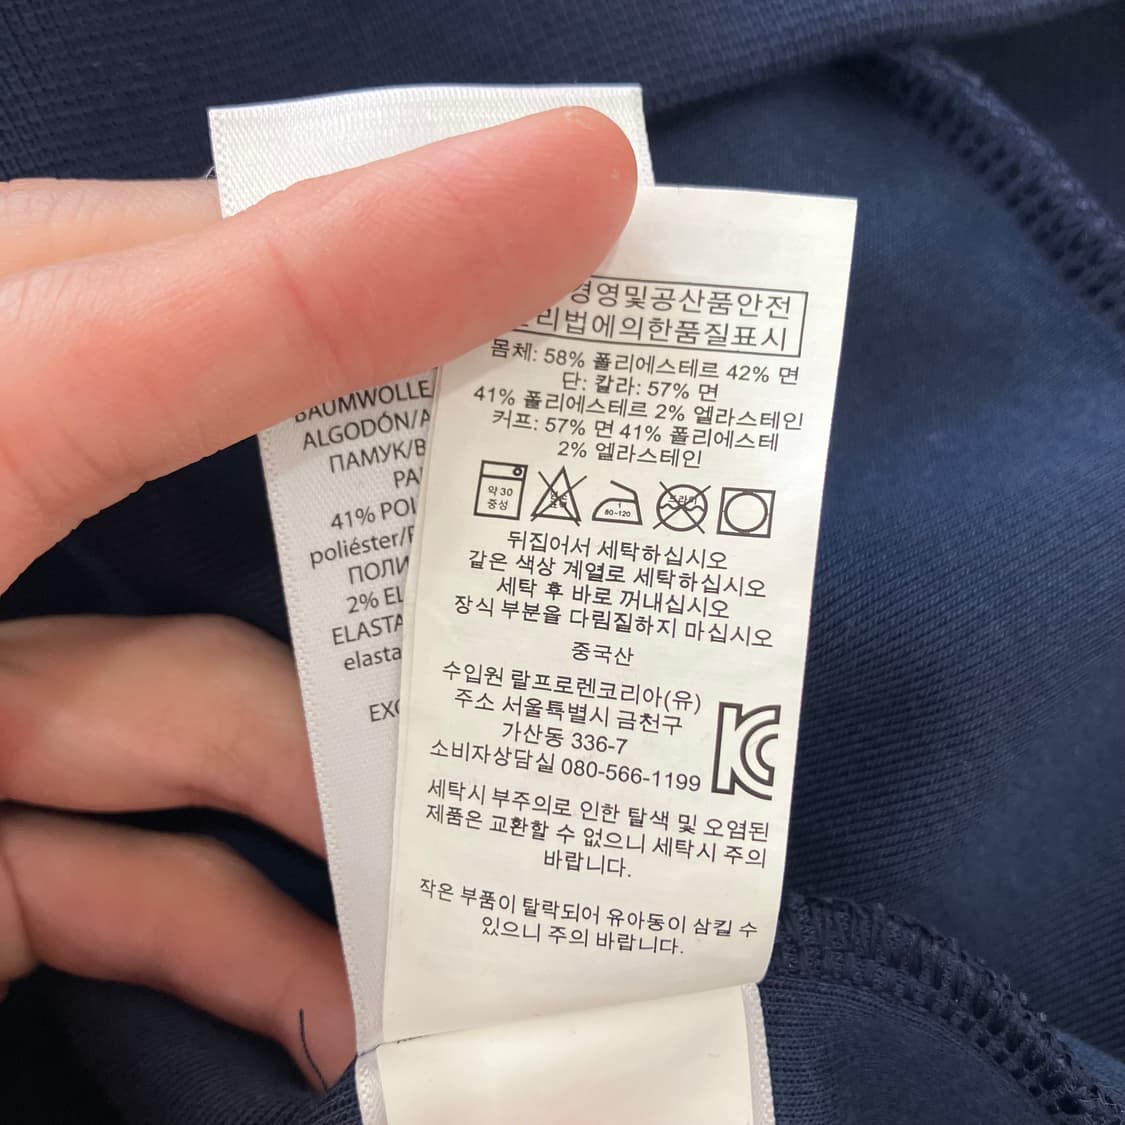 경영및공산품안전
리법에의한품질표시
몸체: 58% 폴리에스테르 42% 면
단: 칼라: 57% 면
41% 폴리에스테르 2% 엘라스테인
커프: 57% 면 41% 폴리에스테
2% 엘라스테인
약 30
중성
1
80~120
드라이
뒤집어서 세탁하십시오
같은 색상 계열로 세탁하십시오
세탁 후 바로 꺼내십시오
장식 부분을 다림질하지 마십시오
중국산
수입원 랄프로렌코리아(유)
주소 서울특별시 금천구
가산동 336-7
소비자상담실 080-566-1199
세탁시 부주의로 인한 탈색 및 오염된
제품은 교환할 수 없으니 세탁시 주의
바랍니다.
작은 부품이 탈락되어 유아동이 삼킬 수
있으니 주의 바랍니다.
BAUMWOLLE
ALGODÓN/A
ПАМУК/B
PA
41% POL
poliéster/P
ПОЛИ
2% EL
ELASTA
elasta
EXC